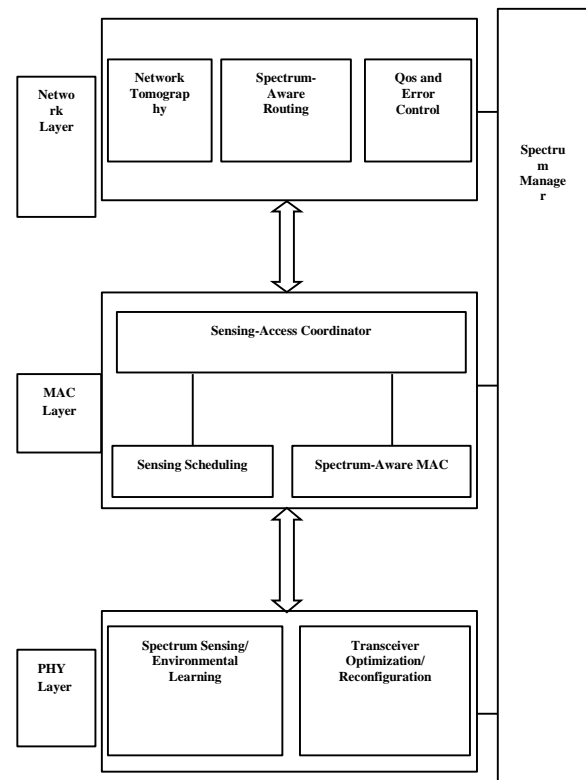 Netwo
rk
Layer
Network
Tomograp
hy
Spectrum-
Aware
Routing
Qos and
Error
Control
Spectru
m
Manage
r
MAC
Layer
Sensing-Access Coordinator
Sensing Scheduling
Spectrum-Aware MAC
PHY
Layer
Spectrum Sensing/
Environmental
Learning
Transceiver
Optimization/
Reconfiguration